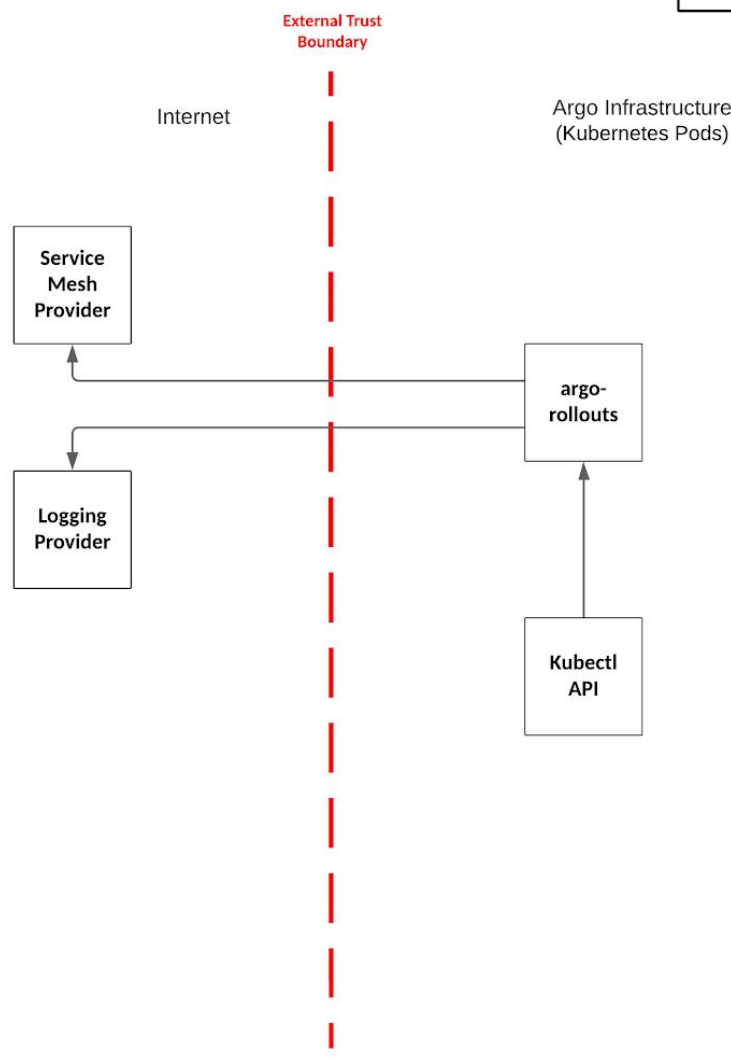 External Trust
Boundary
Internet
Argo Infrastructure
(Kubernetes Pods)
Service
Mesh
Provider
argo-
rollouts
Logging
Provider
Kubectl
API